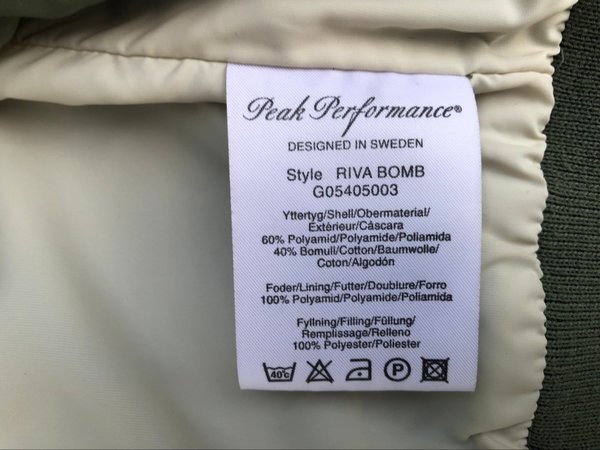 Peak Performance®
DESIGNED IN SWEDEN
Style RIVA BOMB
G05405003
Yttertyg/Shell/Obermaterial/
Extérieur/Cáscara
60% Polyamid/Polyamide/Poliamida
40% Bomull/Cotton/Baumwolle/
Coton/Algodón
Foder/Lining/Futter/Doublure/Forro
100% Polyamid/Polyamide/Poliamida
Fyllning/Filling/Füllung/
Remplissage/Relleno
100% Polyester/Poliester
40°C P